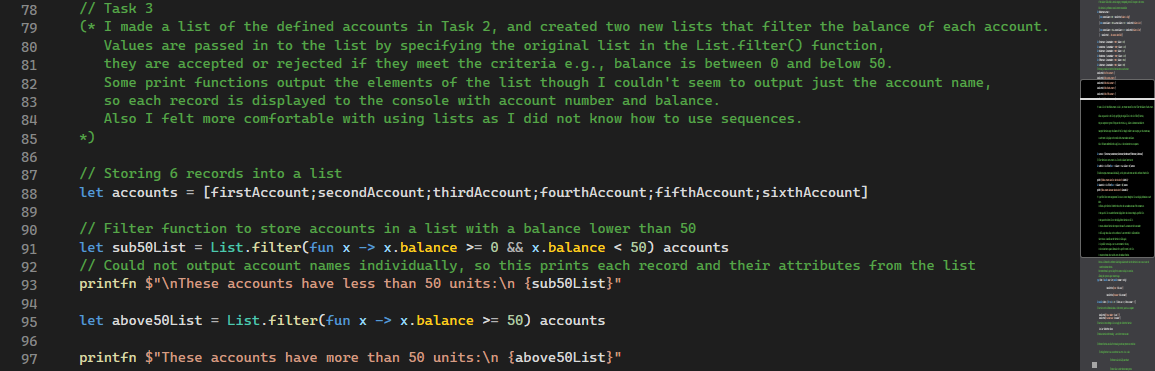 78 // Task 3
79 (* I made a list of the defined accounts in Task 2, and created two new lists that filter the balance of each account.
80 Values are passed in to the list by specifying the original list in the List.filter() function,
81 they are accepted or rejected if they meet the criteria e.g., balance is between 0 and below 50.
82 Some print functions output the elements of the list though I couldn't seem to output just the account name,
83 so each record is displayed to the console with account number and balance.
84 Also I felt more comfortable with using lists as I did not know how to use sequences.
85 *)
86
87 // Storing 6 records into a list
88 let accounts = [firstAccount;secondAccount;thirdAccount;fourthAccount;fifthAccount;sixthAccount]
89
90 // Filter function to store accounts in a list with a balance lower than 50
91 let sub50List = List.filter(fun x -> x.balance >= 0 && x.balance < 50) accounts
92 // Could not output account names individually, so this prints each record and their attributes from the list
93 printfn $"\nThese accounts have less than 50 units:\n {sub50List}"
94
95 let above50List = List.filter(fun x -> x.balance >= 50) accounts
96
97 printfn $"These accounts have more than 50 units:\n {above50List}"